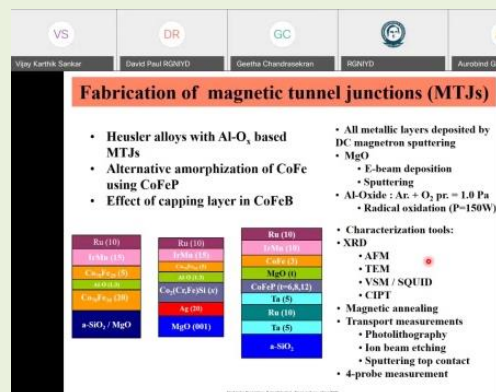 VS
DR
GC
Vijay Karthik Sankar
David Paul RGNIYD
Geetha Chandrasekran
RGNIYD
Aurobind G
Fabrication of magnetic tunnel junctions (MTJs)
• Heusler alloys with Al-Ox based
MTJs
• Alternative amorphization of CoFe
using CoFeP
• Effect of capping layer in CoFeB
• All metallic layers deposited by
DC magnetron sputtering
• MgO
• E-beam deposition
• Sputtering
• Al-Oxide : Ar. + O2 pr. = 1.0 Pa
• Radical oxidation (P=150W)
• Characterization tools:
• XRD
• AFM
• TEM
• VSM / SQUID
• CIPT
• Magnetic annealing
• Transport measurements
• Photolithography
• Ion beam etching
• Sputtering top contact
• 4-probe measurement
Ru (10)
IrMn (15)
a-SiO2 / MgO
Ru (10)
IrMn (15)
Co2(Cr,Fe)Si (x)
Ag (20)
MgO (001)
Ru (10)
CoFe (3)
MgO (t)
CoFeP (t=6,8,12)
Ta (5)
Ru (10)
Ta (5)
a-SiO2